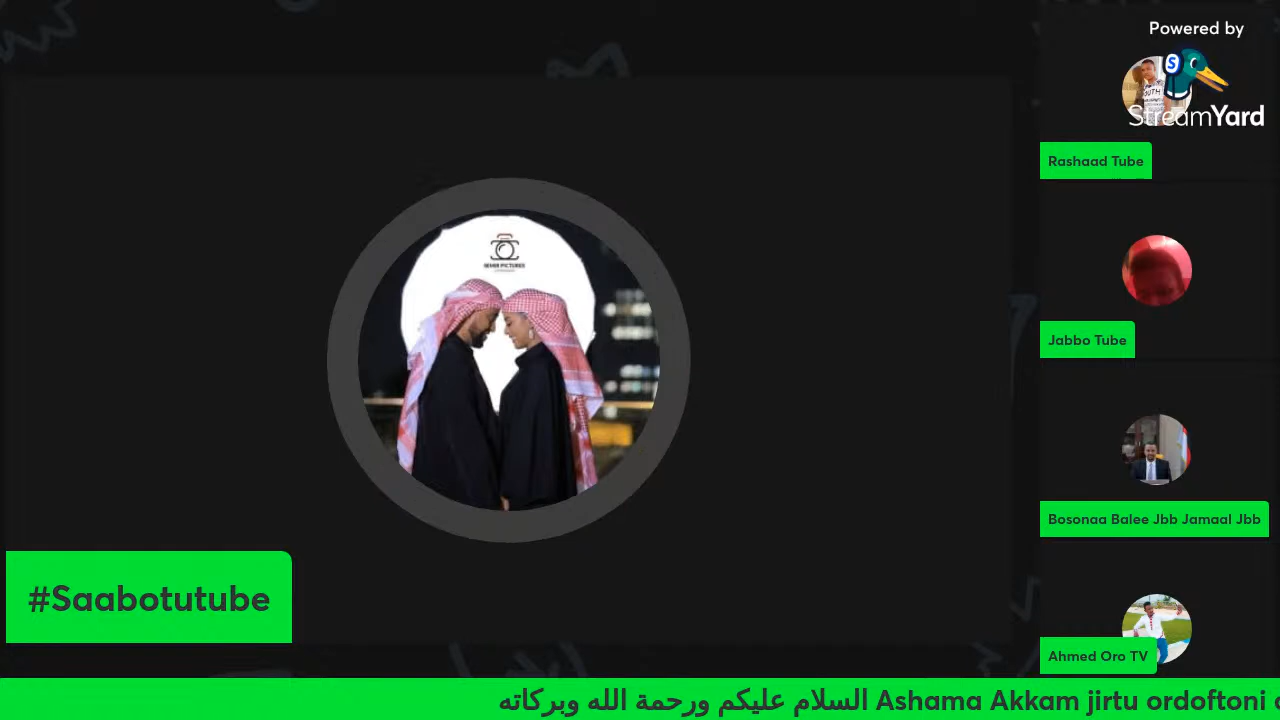 Powered by
StreamYard
Rashaad Tube
Jabbo Tube
Bosonaa Balee Jbb Jamaal Jbb
#Saabotutube
Ahmed Oro TV
السلام عليكم ورحمة الله وبركاته Ashama Akkam jirtu ordoftoni